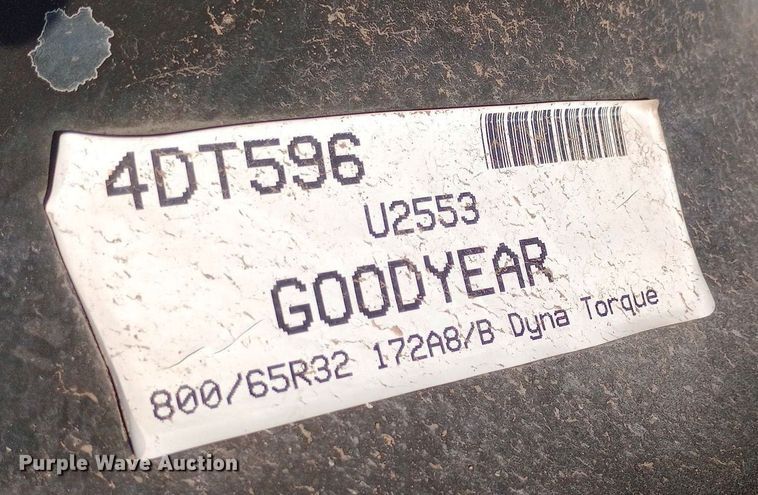 4DT596
U2553
GOODYEAR
800/65R32 172A8/B Dyna Torque
Purple Wave Auction